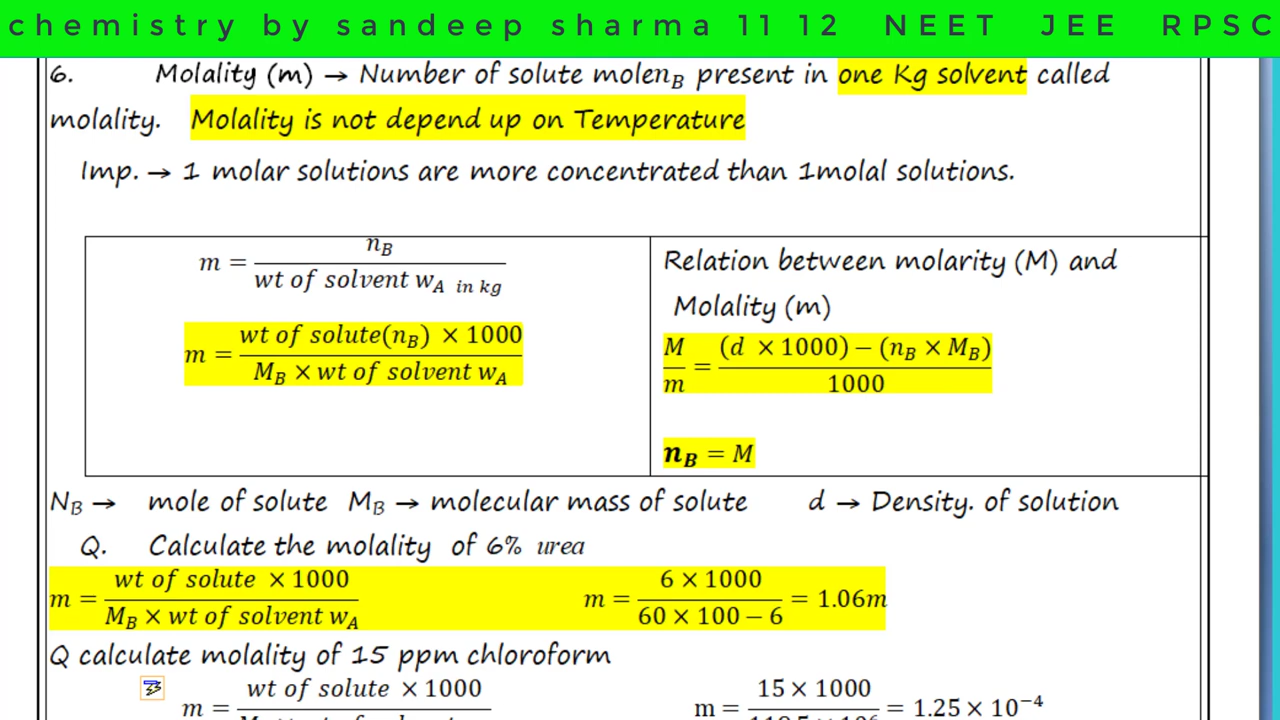 chemistry by sandeep sharma 11 12 NEET JEE RPSC
6. Molality (m) → Number of solute molen_B present in one Kg solvent called
molality. Molality is not depend up on Temperature
Imp. → 1 molar solutions are more concentrated than 1molal solutions.
m = n_B / wt of solvent w_A in kg
m = wt of solute(n_B) × 1000 / M_B × wt of solvent w_A
Relation between molarity (M) and
Molality (m)
M / m = (d × 1000) − (n_B × M_B) / 1000
n_B = M
N_B → mole of solute M_B → molecular mass of solute d → Density. of solution
Q. Calculate the molality of 6% urea
m = wt of solute × 1000 / M_B × wt of solvent w_A m = 6 × 1000 / 60 × 100 − 6 = 1.06m
Q calculate molality of 15 ppm chloroform
m = wt of solute × 1000 m = 15 × 1000 = 1.25 × 10⁻⁴